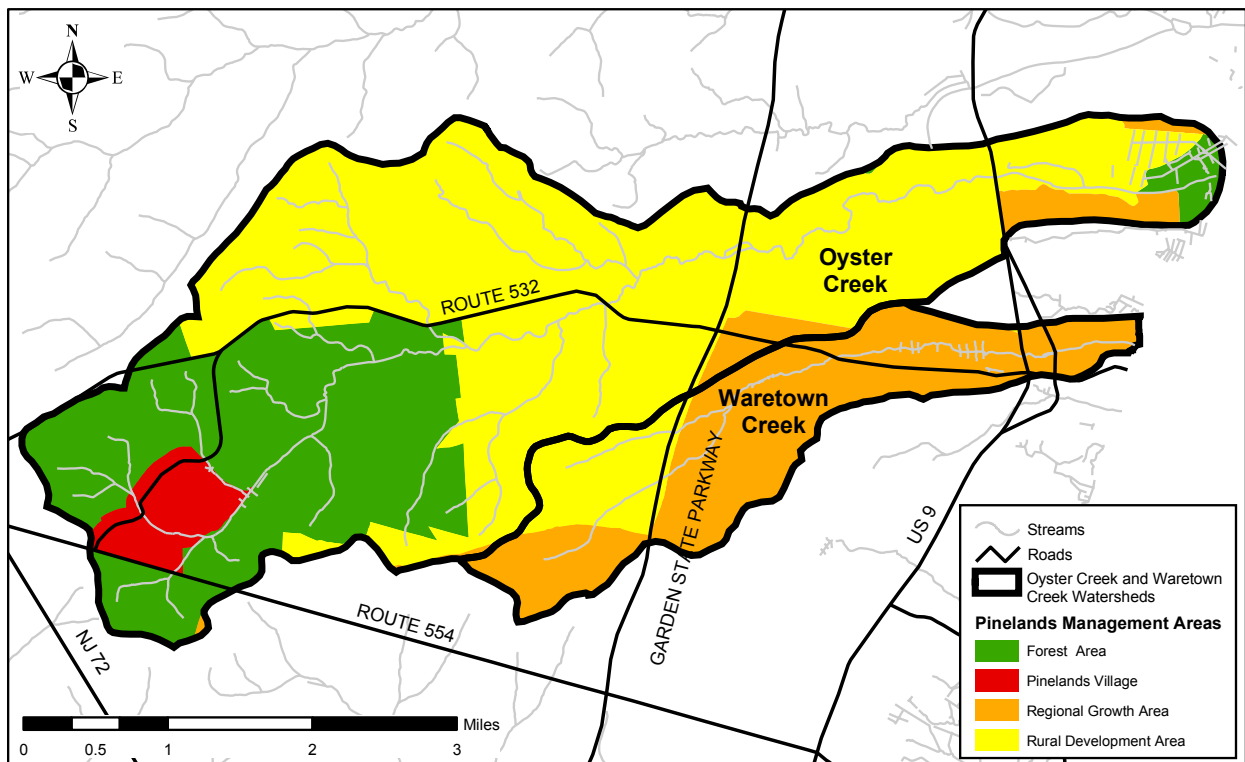 N
W E
S
ROUTE 532
Oyster
Creek
Waretown
Creek
GARDEN STATE PARKWAY
US 9
ROUTE 554
NJ 72
Miles
0 0.5 1 2 3
Streams
Roads
Oyster Creek and Waretown
Creek Watersheds
Pinelands Management Areas
Forest Area
Pinelands Village
Regional Growth Area
Rural Development Area